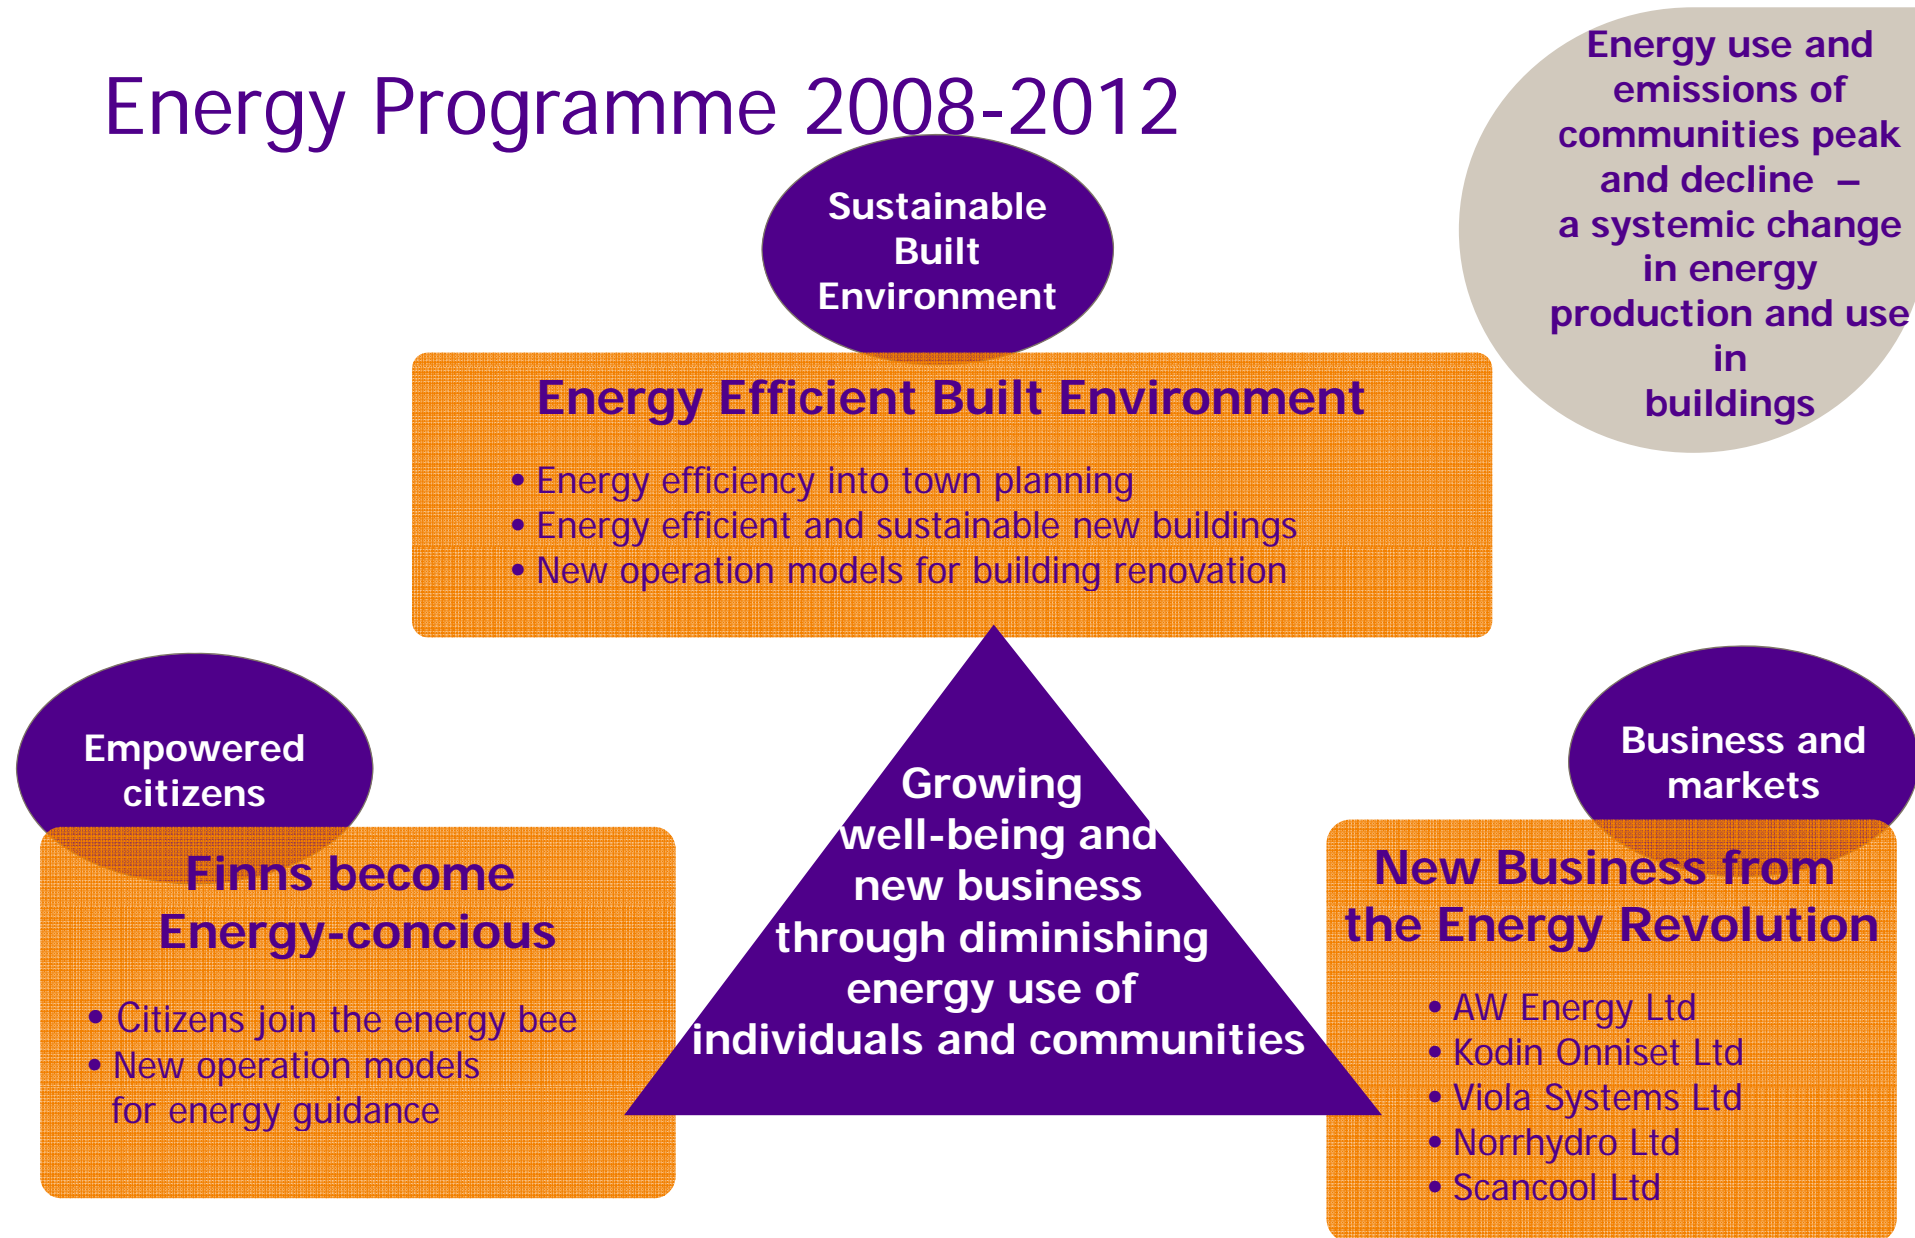 Energy Programme 2008-2012
Energy use and
emissions of
communities peak
and decline –
a systemic change
in energy
production and use
in
buildings
Sustainable
Built
Environment
Energy Efficient Built Environment
• Energy efficiency into town planning
• Energy efficient and sustainable new buildings
• New operation models for building renovation
Empowered
citizens
Finns become
Energy-concious
• Citizens join the energy bee
• New operation models
for energy guidance
Growing
well-being and
new business
through diminishing
energy use of
individuals and communities
Business and
markets
New Business from
the Energy Revolution
• AW Energy Ltd
• Kodin Onniset Ltd
• Viola Systems Ltd
• Norrhydro Ltd
• Scancool Ltd